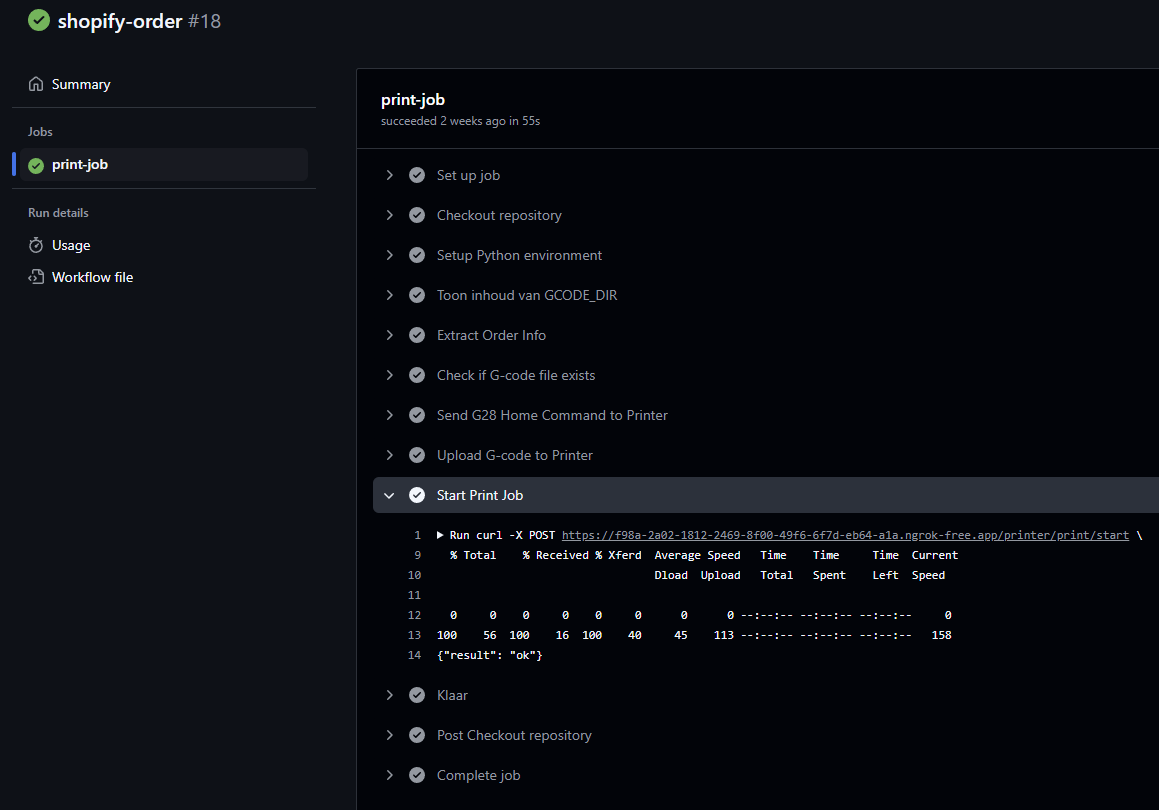 shopify-order #18
Summary
Jobs
print-job
Run details
Usage
Workflow file
print-job
succeeded 2 weeks ago in 55s
Set up job
Checkout repository
Setup Python environment
Toon inhoud van GCODE_DIR
Extract Order Info
Check if G-code file exists
Send G28 Home Command to Printer
Upload G-code to Printer
Start Print Job
1 Run curl -X POST https://f98a-2a02-1812-2469-8f00-49f6-6f7d-eb64-a1a.ngrok-free.app/printer/print/start \
9 % Total % Received % Xferd Average Speed Time Time Time Current
10 Dload Upload Total Spent Left Speed
11
12 0 0 0 0 0 0 0 0 --:--:-- --:--:-- --:--:-- 0
13 100 56 100 16 100 40 45 113 --:--:-- --:--:-- --:--:-- 158
14 {"result": "ok"}
Klaar
Post Checkout repository
Complete job